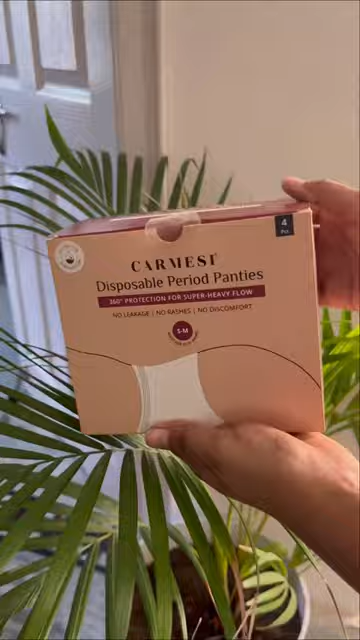 4
Pcs
CARMESI
Disposable Period Panties
360° PROTECTION FOR SUPER-HEAVY FLOW
NO LEAKAGE | NO RASHES | NO DISCOMFORT
S-M